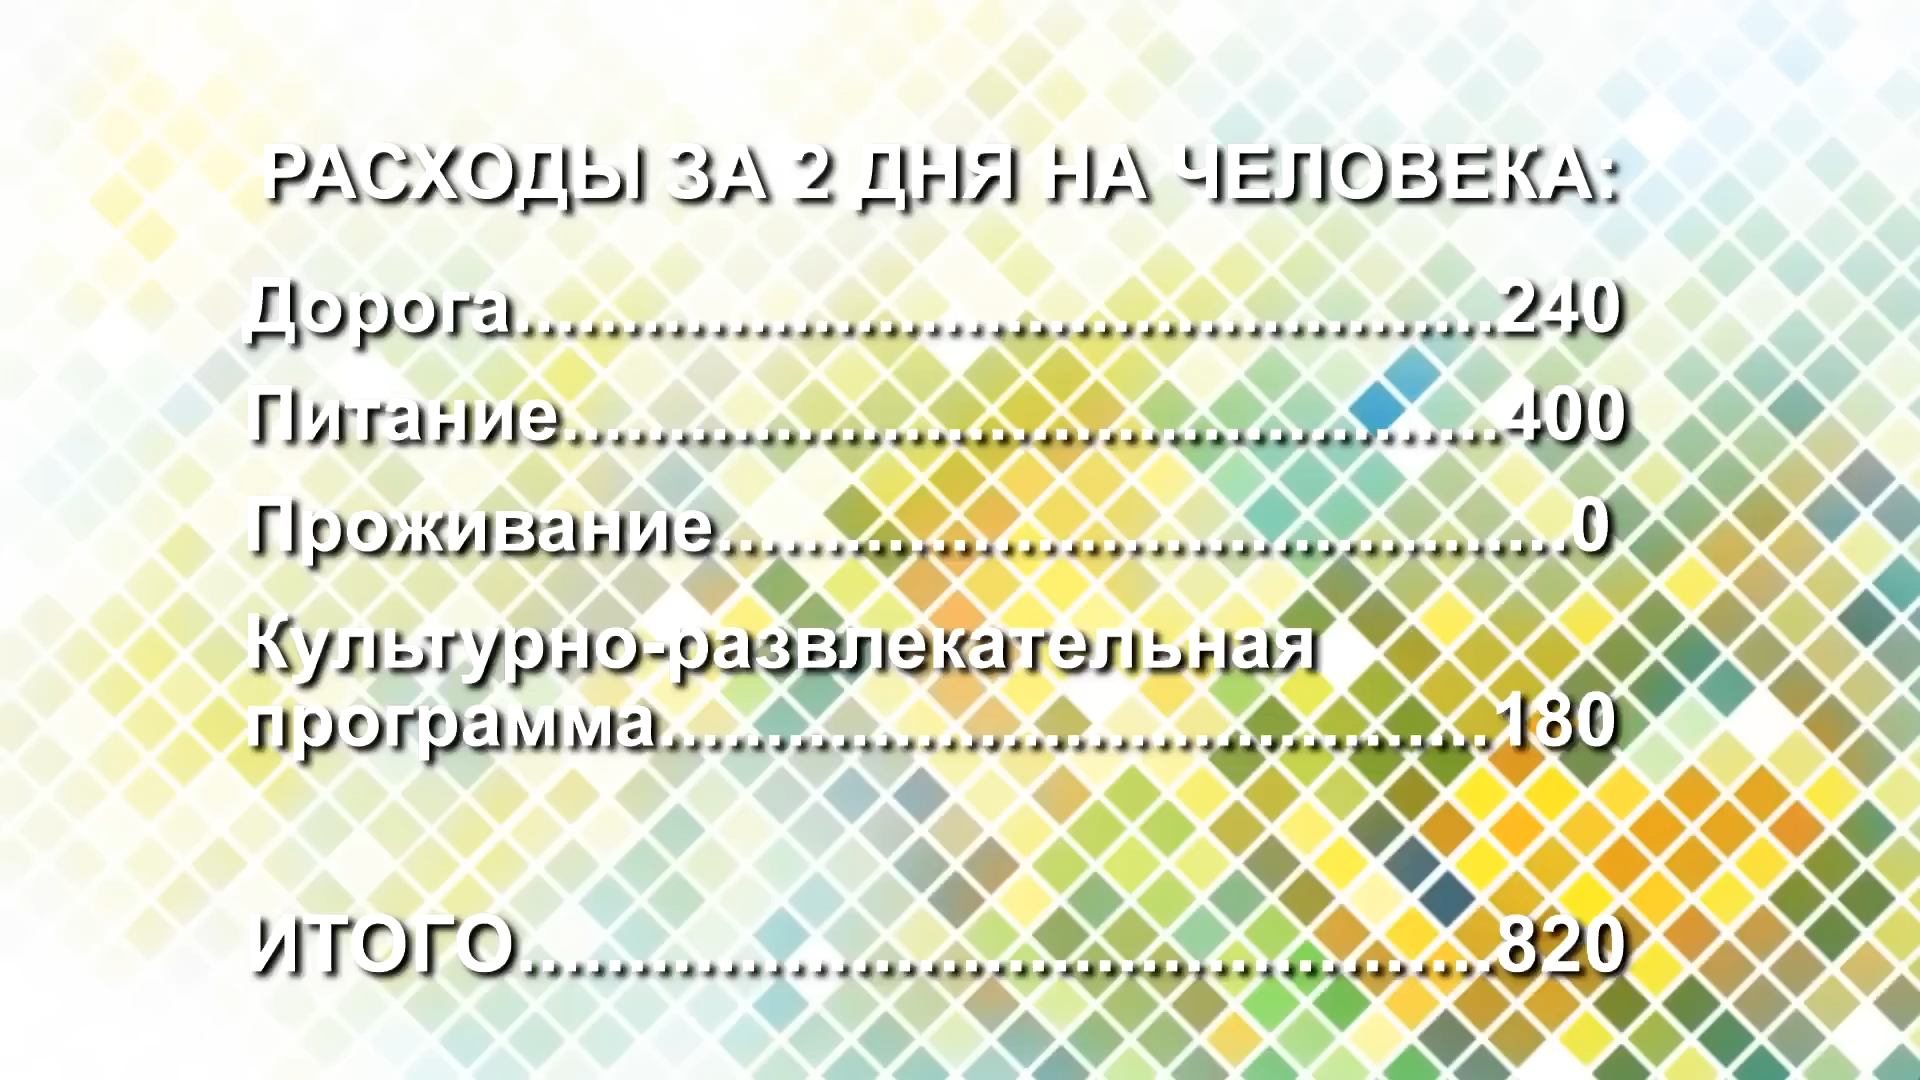 РАСХОДЫ ЗА 2 ДНЯ НА ЧЕЛОВЕКА:
Дорога..............................................240
Питание............................................400
Проживание........................................0
Культурно-развлекательная
программа.......................................180
ИТОГО..............................................820